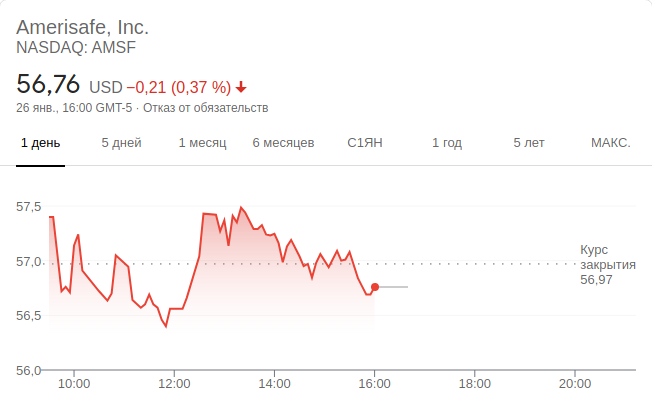 Amerisafe, Inc.
NASDAQ: AMSF
56,76 USD −0,21 (0,37 %)
26 янв., 16:00 GMT-5 · Отказ от обязательств
1 день 5 дней 1 месяц 6 месяцев С1ЯН 1 год 5 лет МАКС.
57,5
57,0
56,5
56,0
Курс
закрытия
56,97
10:00 12:00 14:00 16:00 18:00 20:00